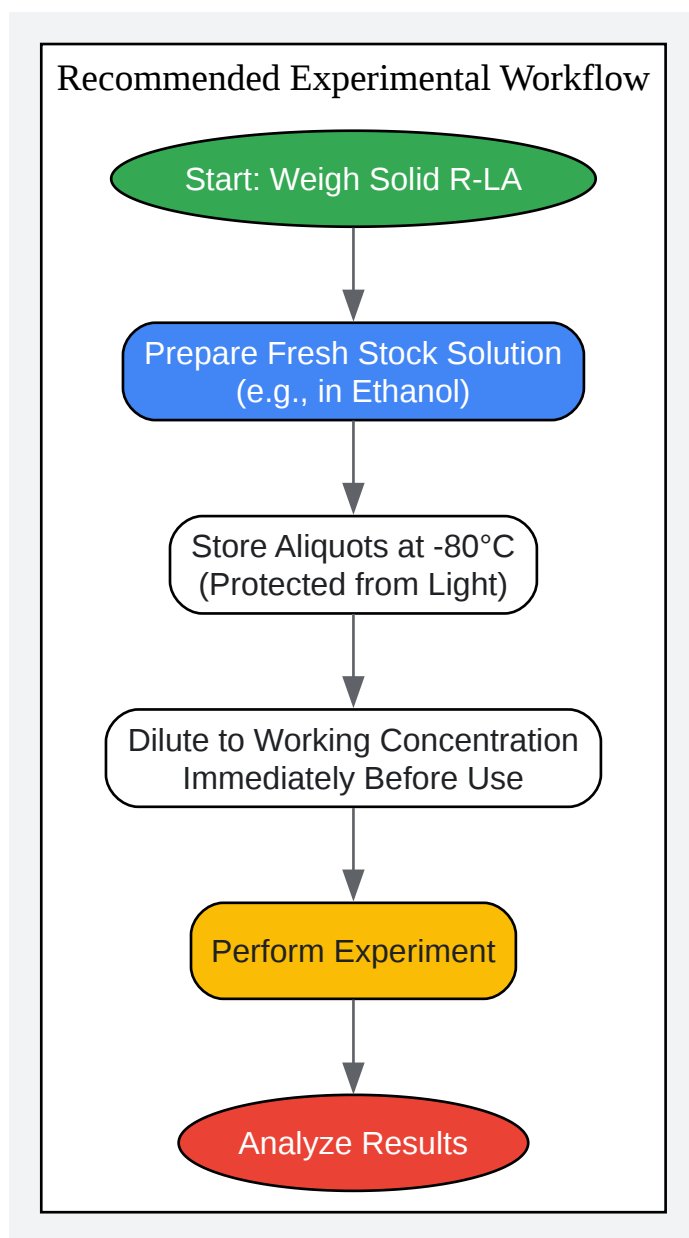 Recommended Experimental Workflow
Start: Weigh Solid R-LA
Prepare Fresh Stock Solution
(e.g., in Ethanol)
Store Aliquots at -80°C
(Protected from Light)
Dilute to Working Concentration
Immediately Before Use
Perform Experiment
Analyze Results